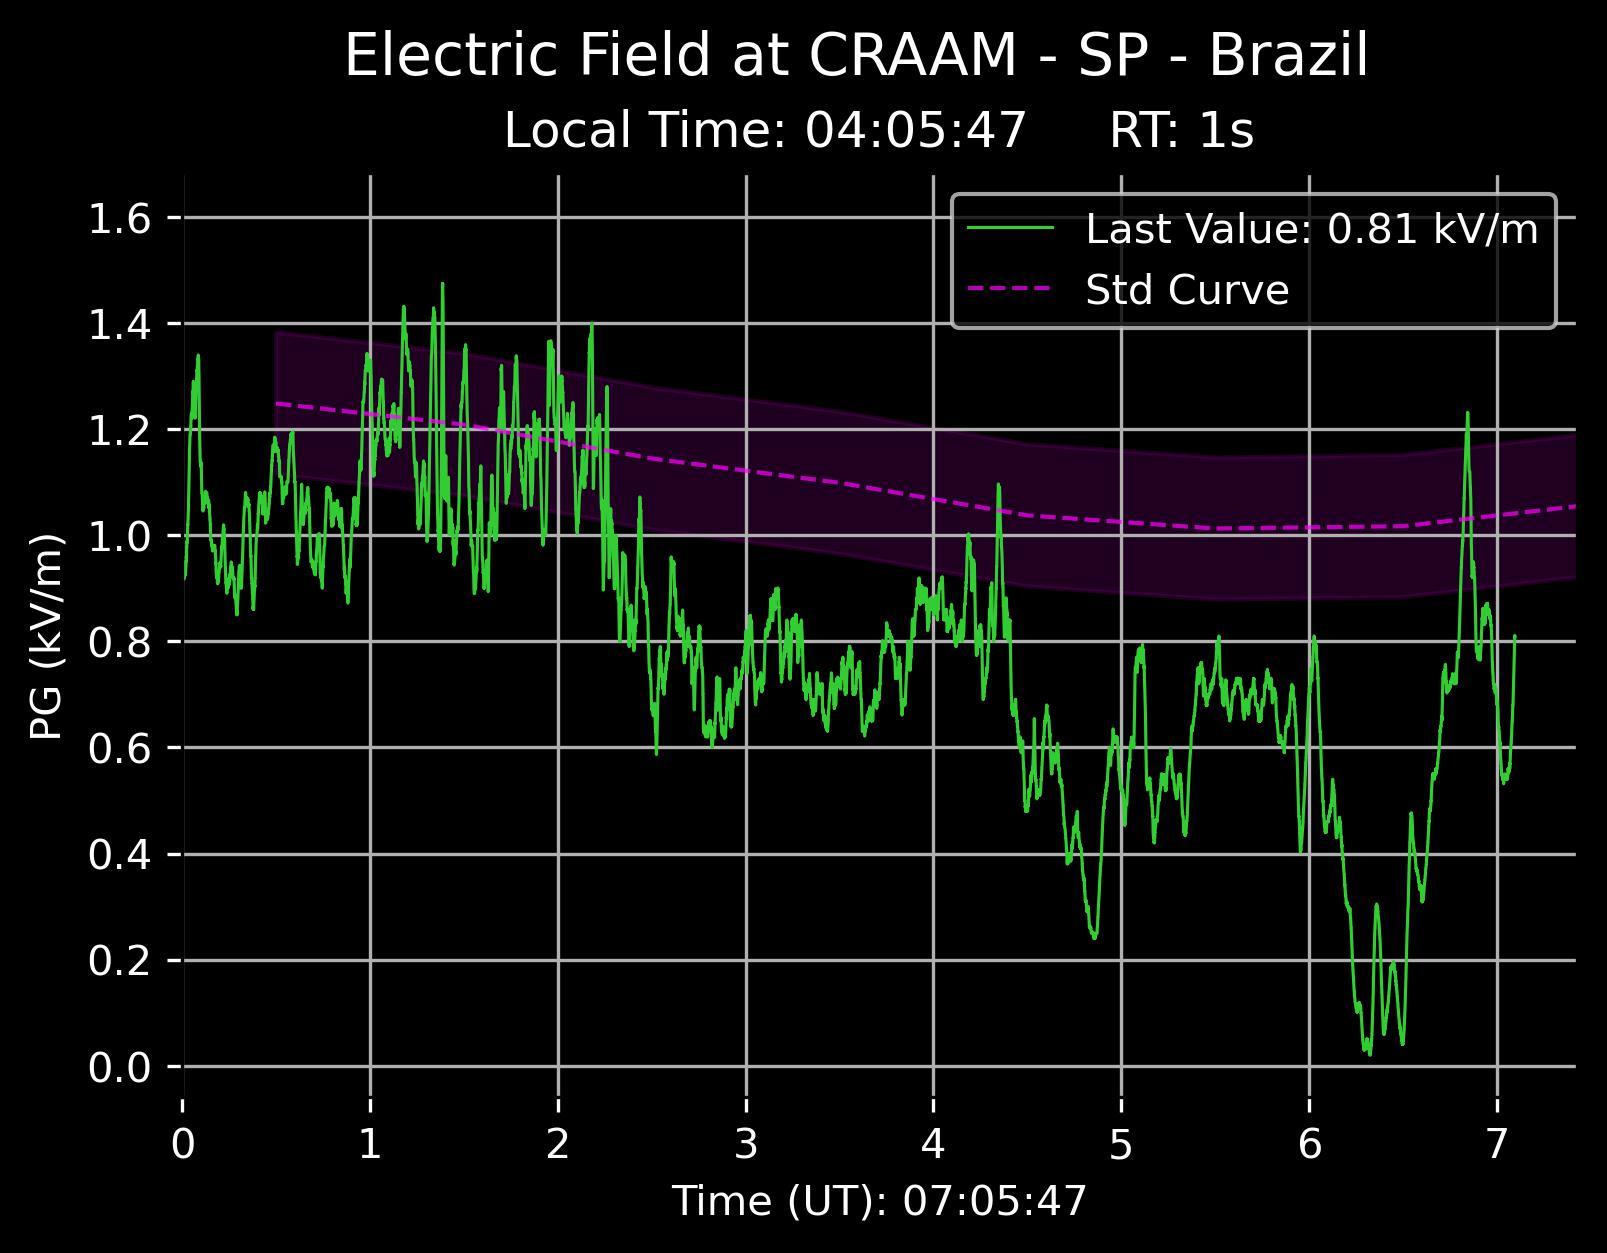 Electric Field at CRAAM - SP - Brazil
Local Time: 04:05:47 RT: 1s
Last Value: 0.81 kV/m
Std Curve
PG (kV/m)
1.6
1.4
1.2
1.0
0.8
0.6
0.4
0.2
0.0
0 1 2 3 4 5 6 7
Time (UT): 07:05:47